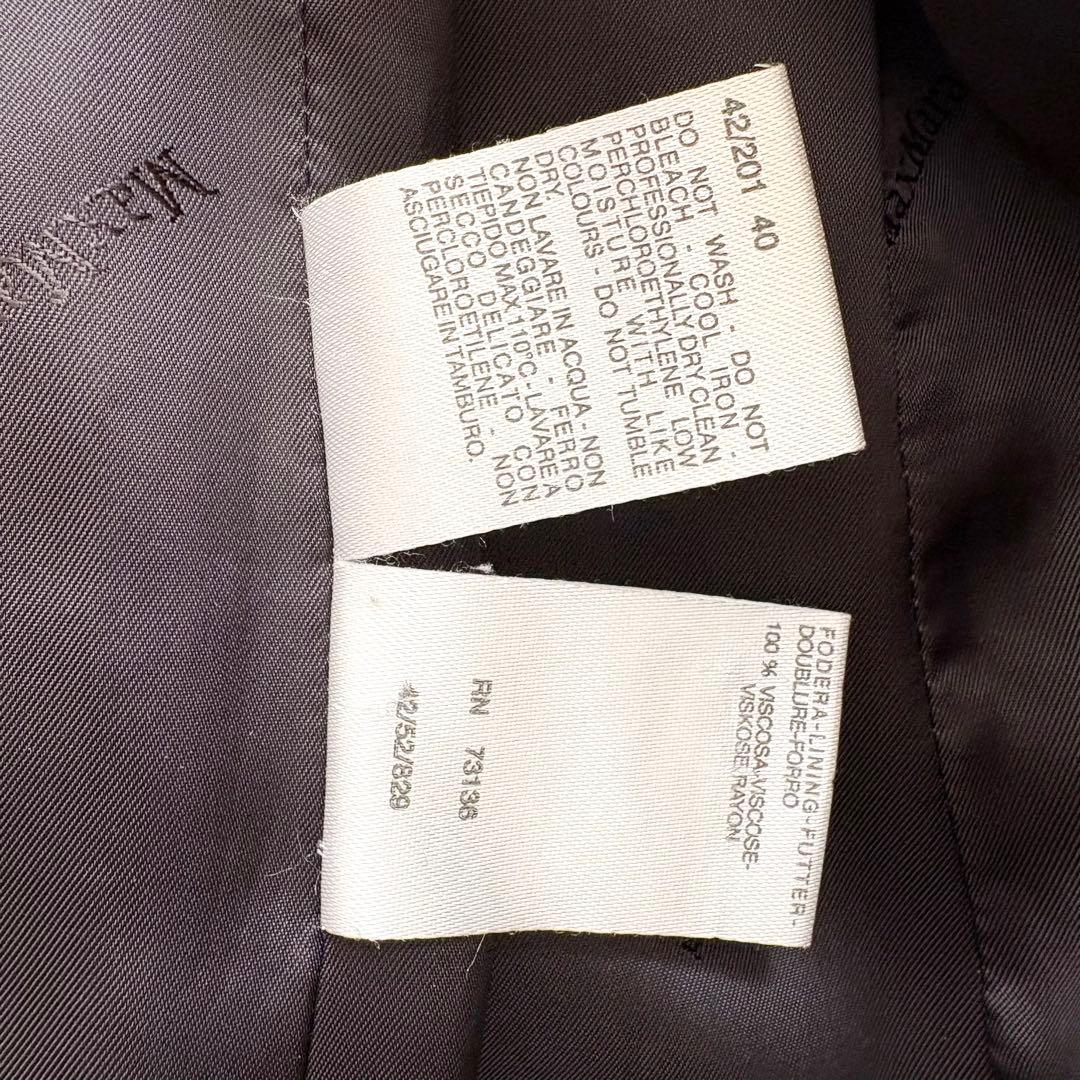 42/201 40
DO NOT WASH - DO NOT
BLEACH - COOL IRON -
PROFESSIONALLY DRY CLEAN
PERCHLOROETHYLENE LOW
MOISTURE WITH LIKE
COLOURS - DO NOT TUMBLE
DRY.
NON LAVARE IN ACQUA - NON
CANDEGGIARE - FERRO
TIEPIDO MAX.110°C - LAVARE A
SECCO DELICATO CON
PERCLOROETILENE - NON
ASCIUGARE IN TAMBURO.
FODERA-LINING-FUTTER-
DOUBLURE-FORRO
100 % VISCOSA-VISCOSE-
VISKOSE RAYON
RN 73136
42/52/829